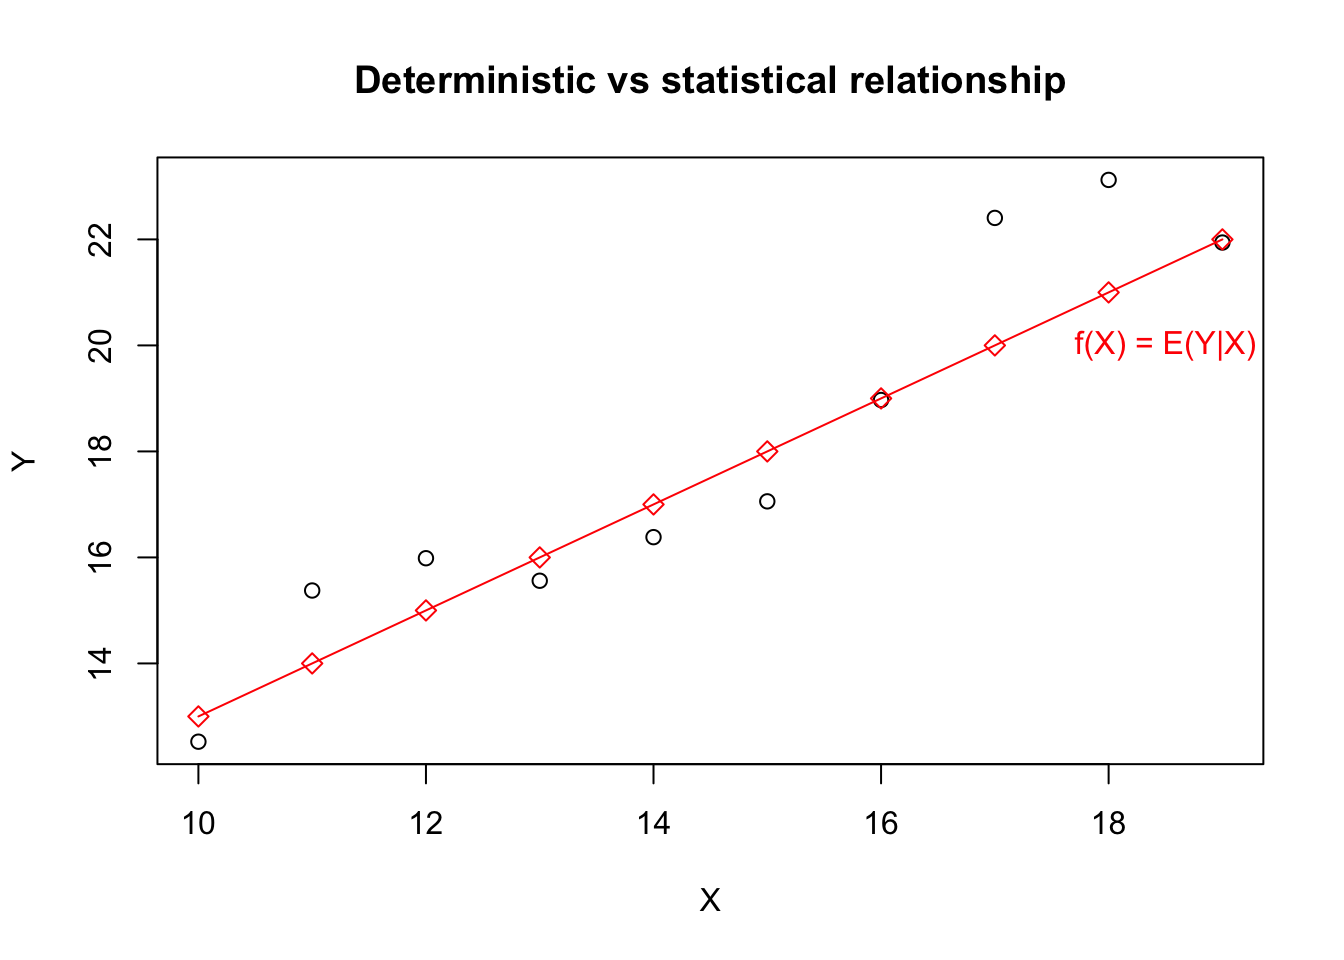 Deterministic vs statistical relationship
22
20
18
16
14
Y
f(X) = E(Y|X)
10 12 14 16 18
X